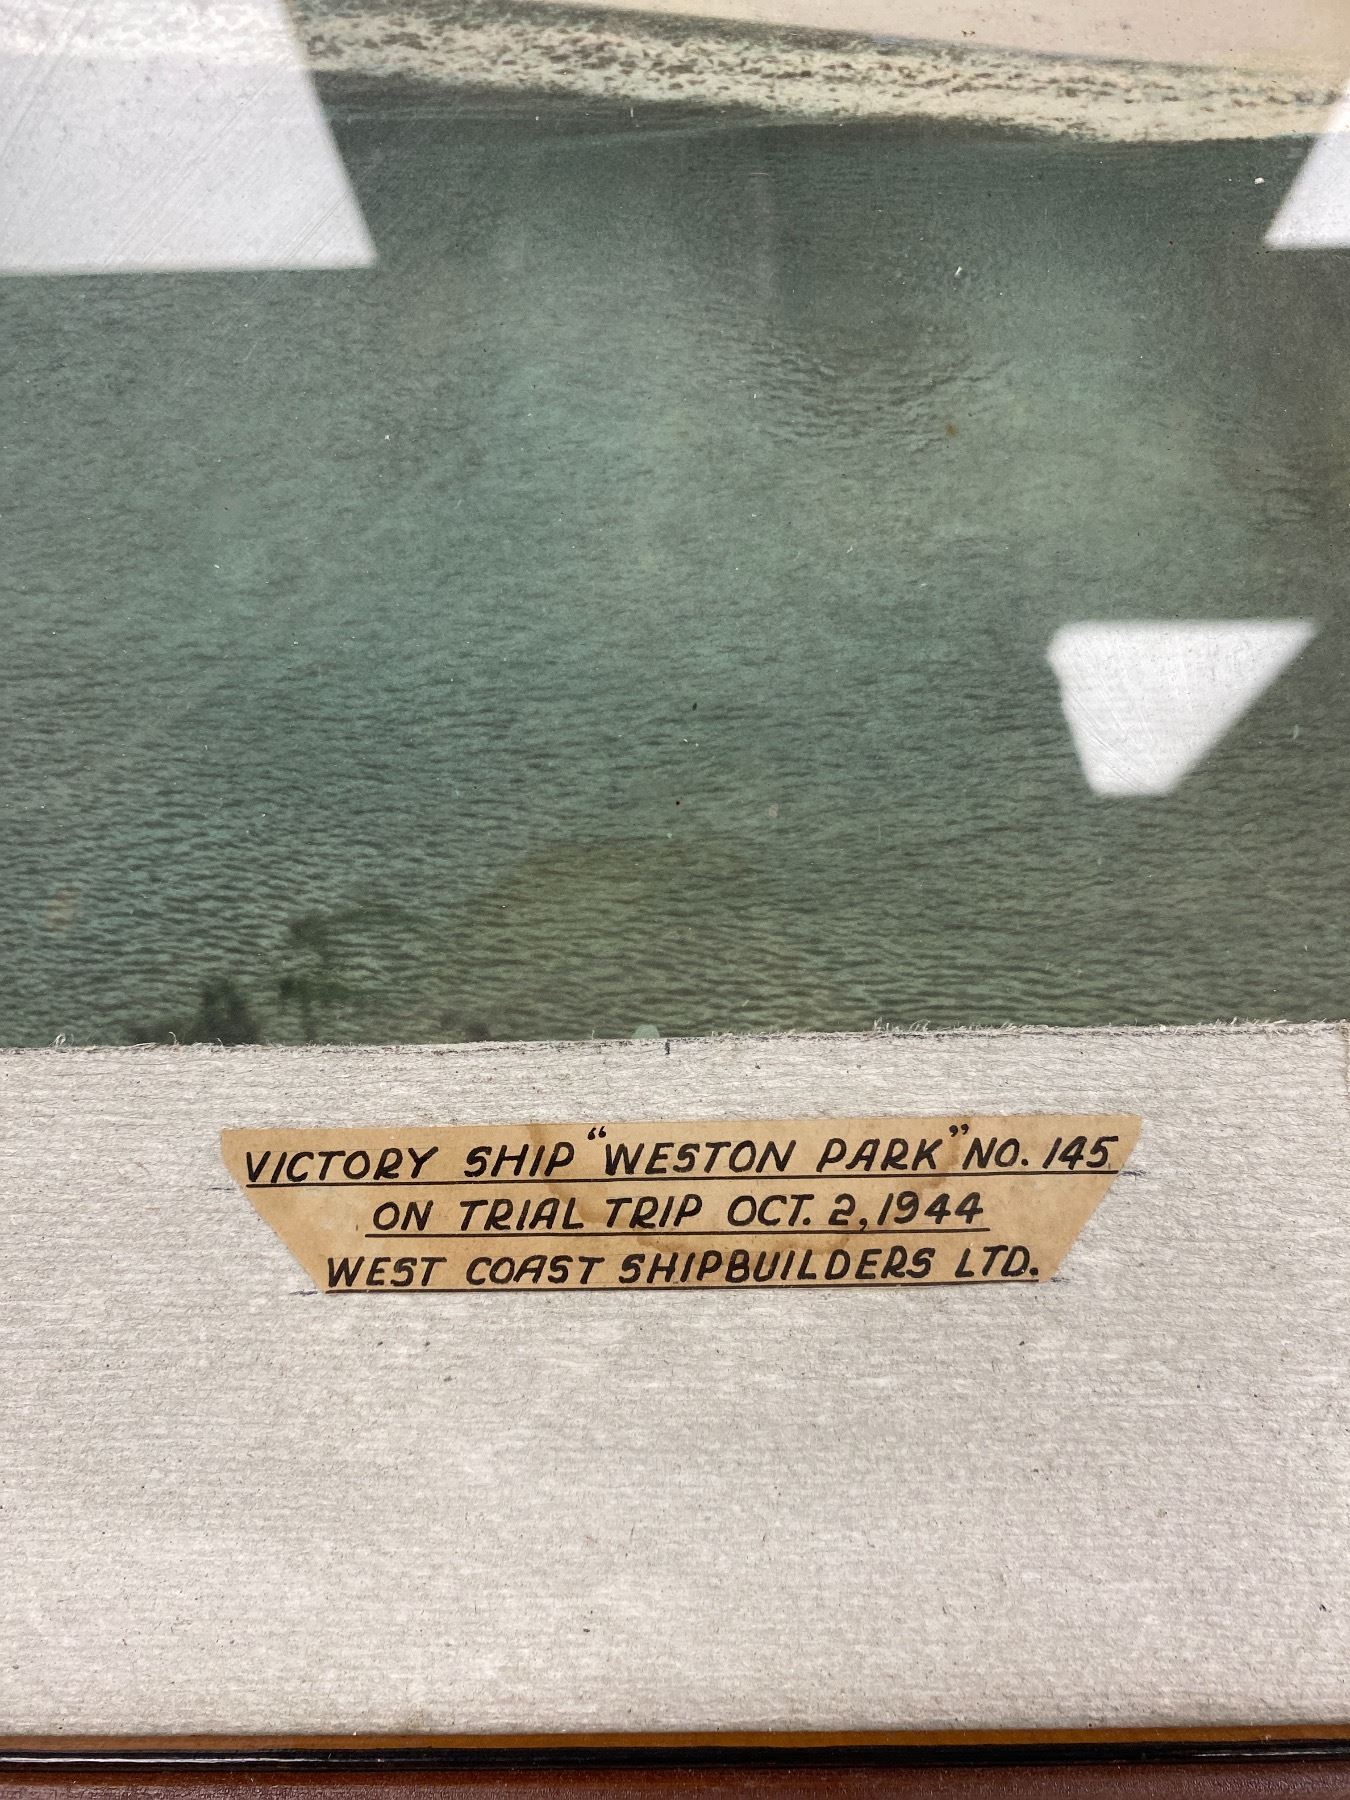 VICTORY SHIP "WESTON PARK" NO. 145
ON TRIAL TRIP OCT. 2, 1944
WEST COAST SHIPBUILDERS LTD.